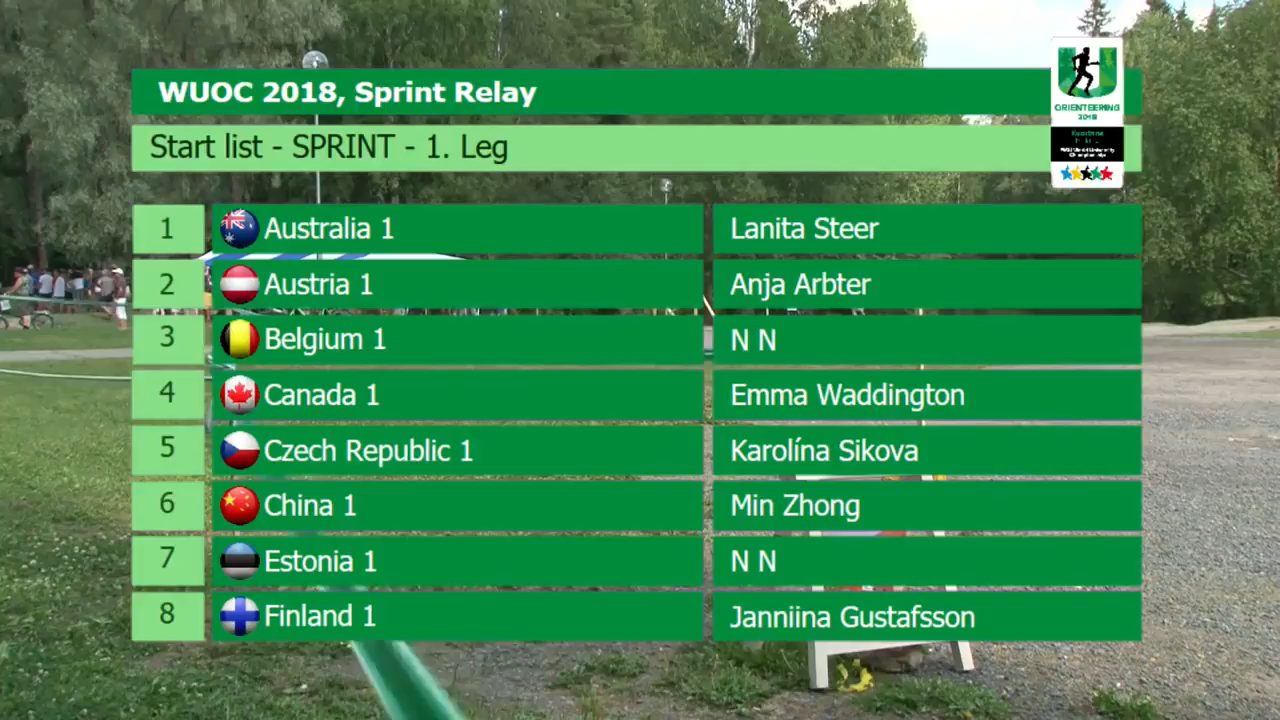 WUOC 2018, Sprint Relay
ORIENTEERING
2018
Start list - SPRINT - 1. Leg
1 Australia 1 Lanita Steer
2 Austria 1 Anja Arbter
3 Belgium 1 N N
4 Canada 1 Emma Waddington
5 Czech Republic 1 Karolína Sikova
6 China 1 Min Zhong
7 Estonia 1 N N
8 Finland 1 Janniina Gustafsson